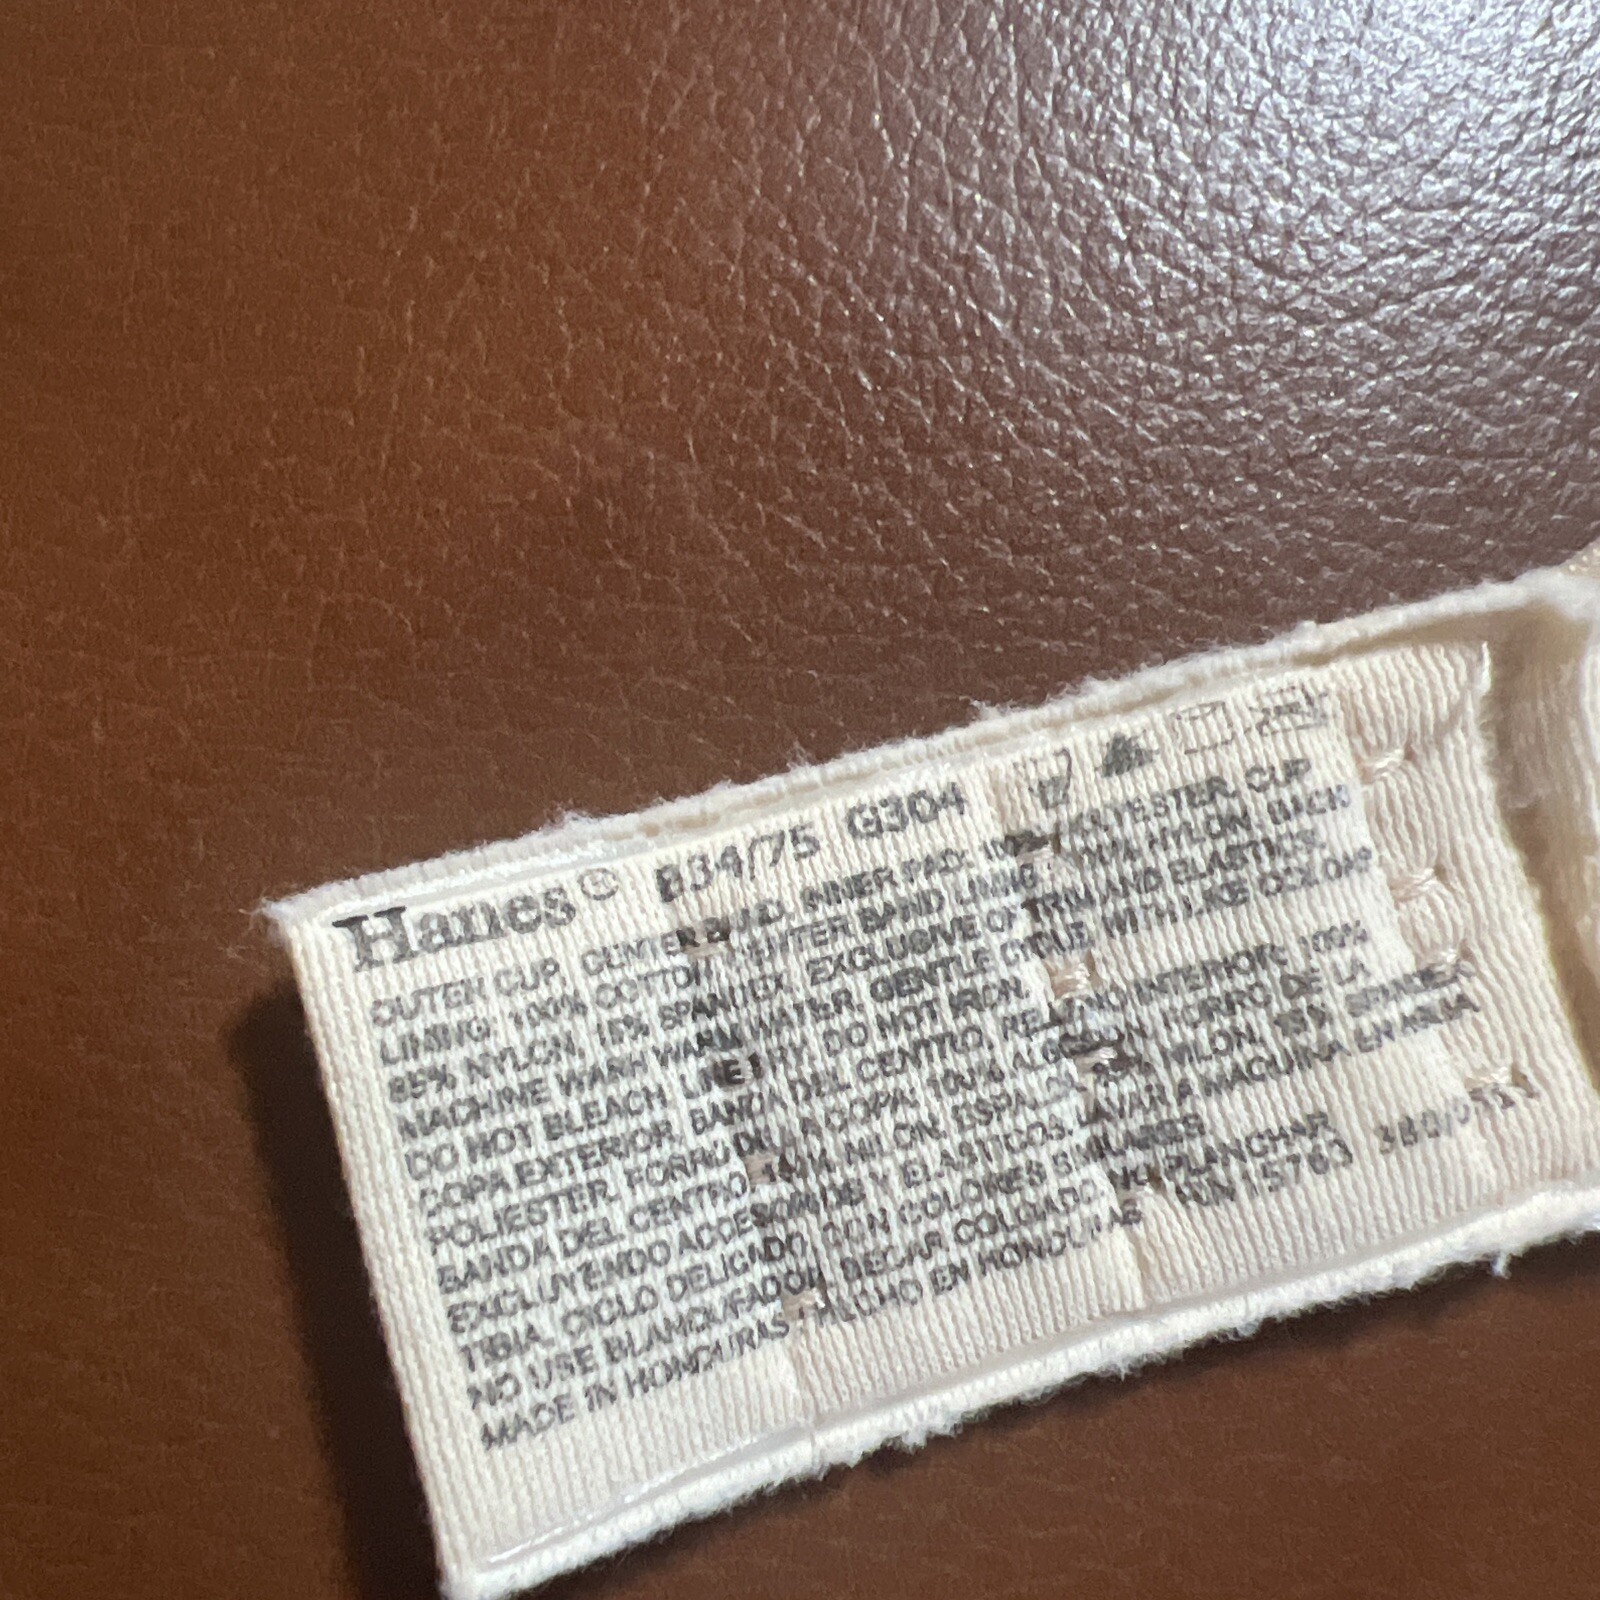 Hanes® B34/75 G304
OUTER CUP, CENTER BAND, INNER PAD: 100% POLYESTER. CUP
LINING: 100% COTTON. CENTER BAND LINING: 100% NYLON. BACK
85% NYLON, 15% SPANDEX. EXCLUSIVE OF TRIM AND ELASTICS.
MACHINE WASH WARM WATER, GENTLE CYCLE, WITH LIKE COLORS
DO NOT BLEACH. LINE DRY. DO NOT IRON.
COPA EXTERIOR, BANDA DEL CENTRO, RELLENO INTERIOR: 100%
POLIESTER. FORRO DE LA COPA: 100% ALGODON. FORRO DE LA
BANDA DEL CENTRO: 100% NILON. ESPALDA: 85% NILON, 15% SPANDEX
EXCLUYENDO ACCESORIOS Y ELASTICOS. LAVAR A MAQUINA EN AGUA
TIBIA, CICLO DELICADO, CON COLORES SIMILARES
NO USE BLANQUEADOR. SECAR COLGADO. NO PLANCHAR
MADE IN HONDURAS HECHO EN HONDURAS RN 15763